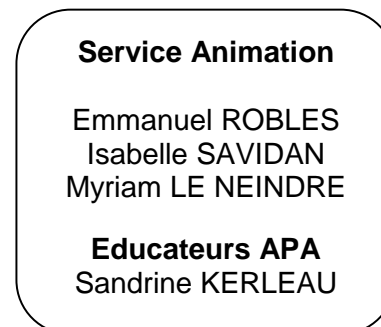 Service Animation
Emmanuel ROBLES
Isabelle SAVIDAN
Myriam LE NEINDRE
Educateurs APA
Sandrine KERLEAU